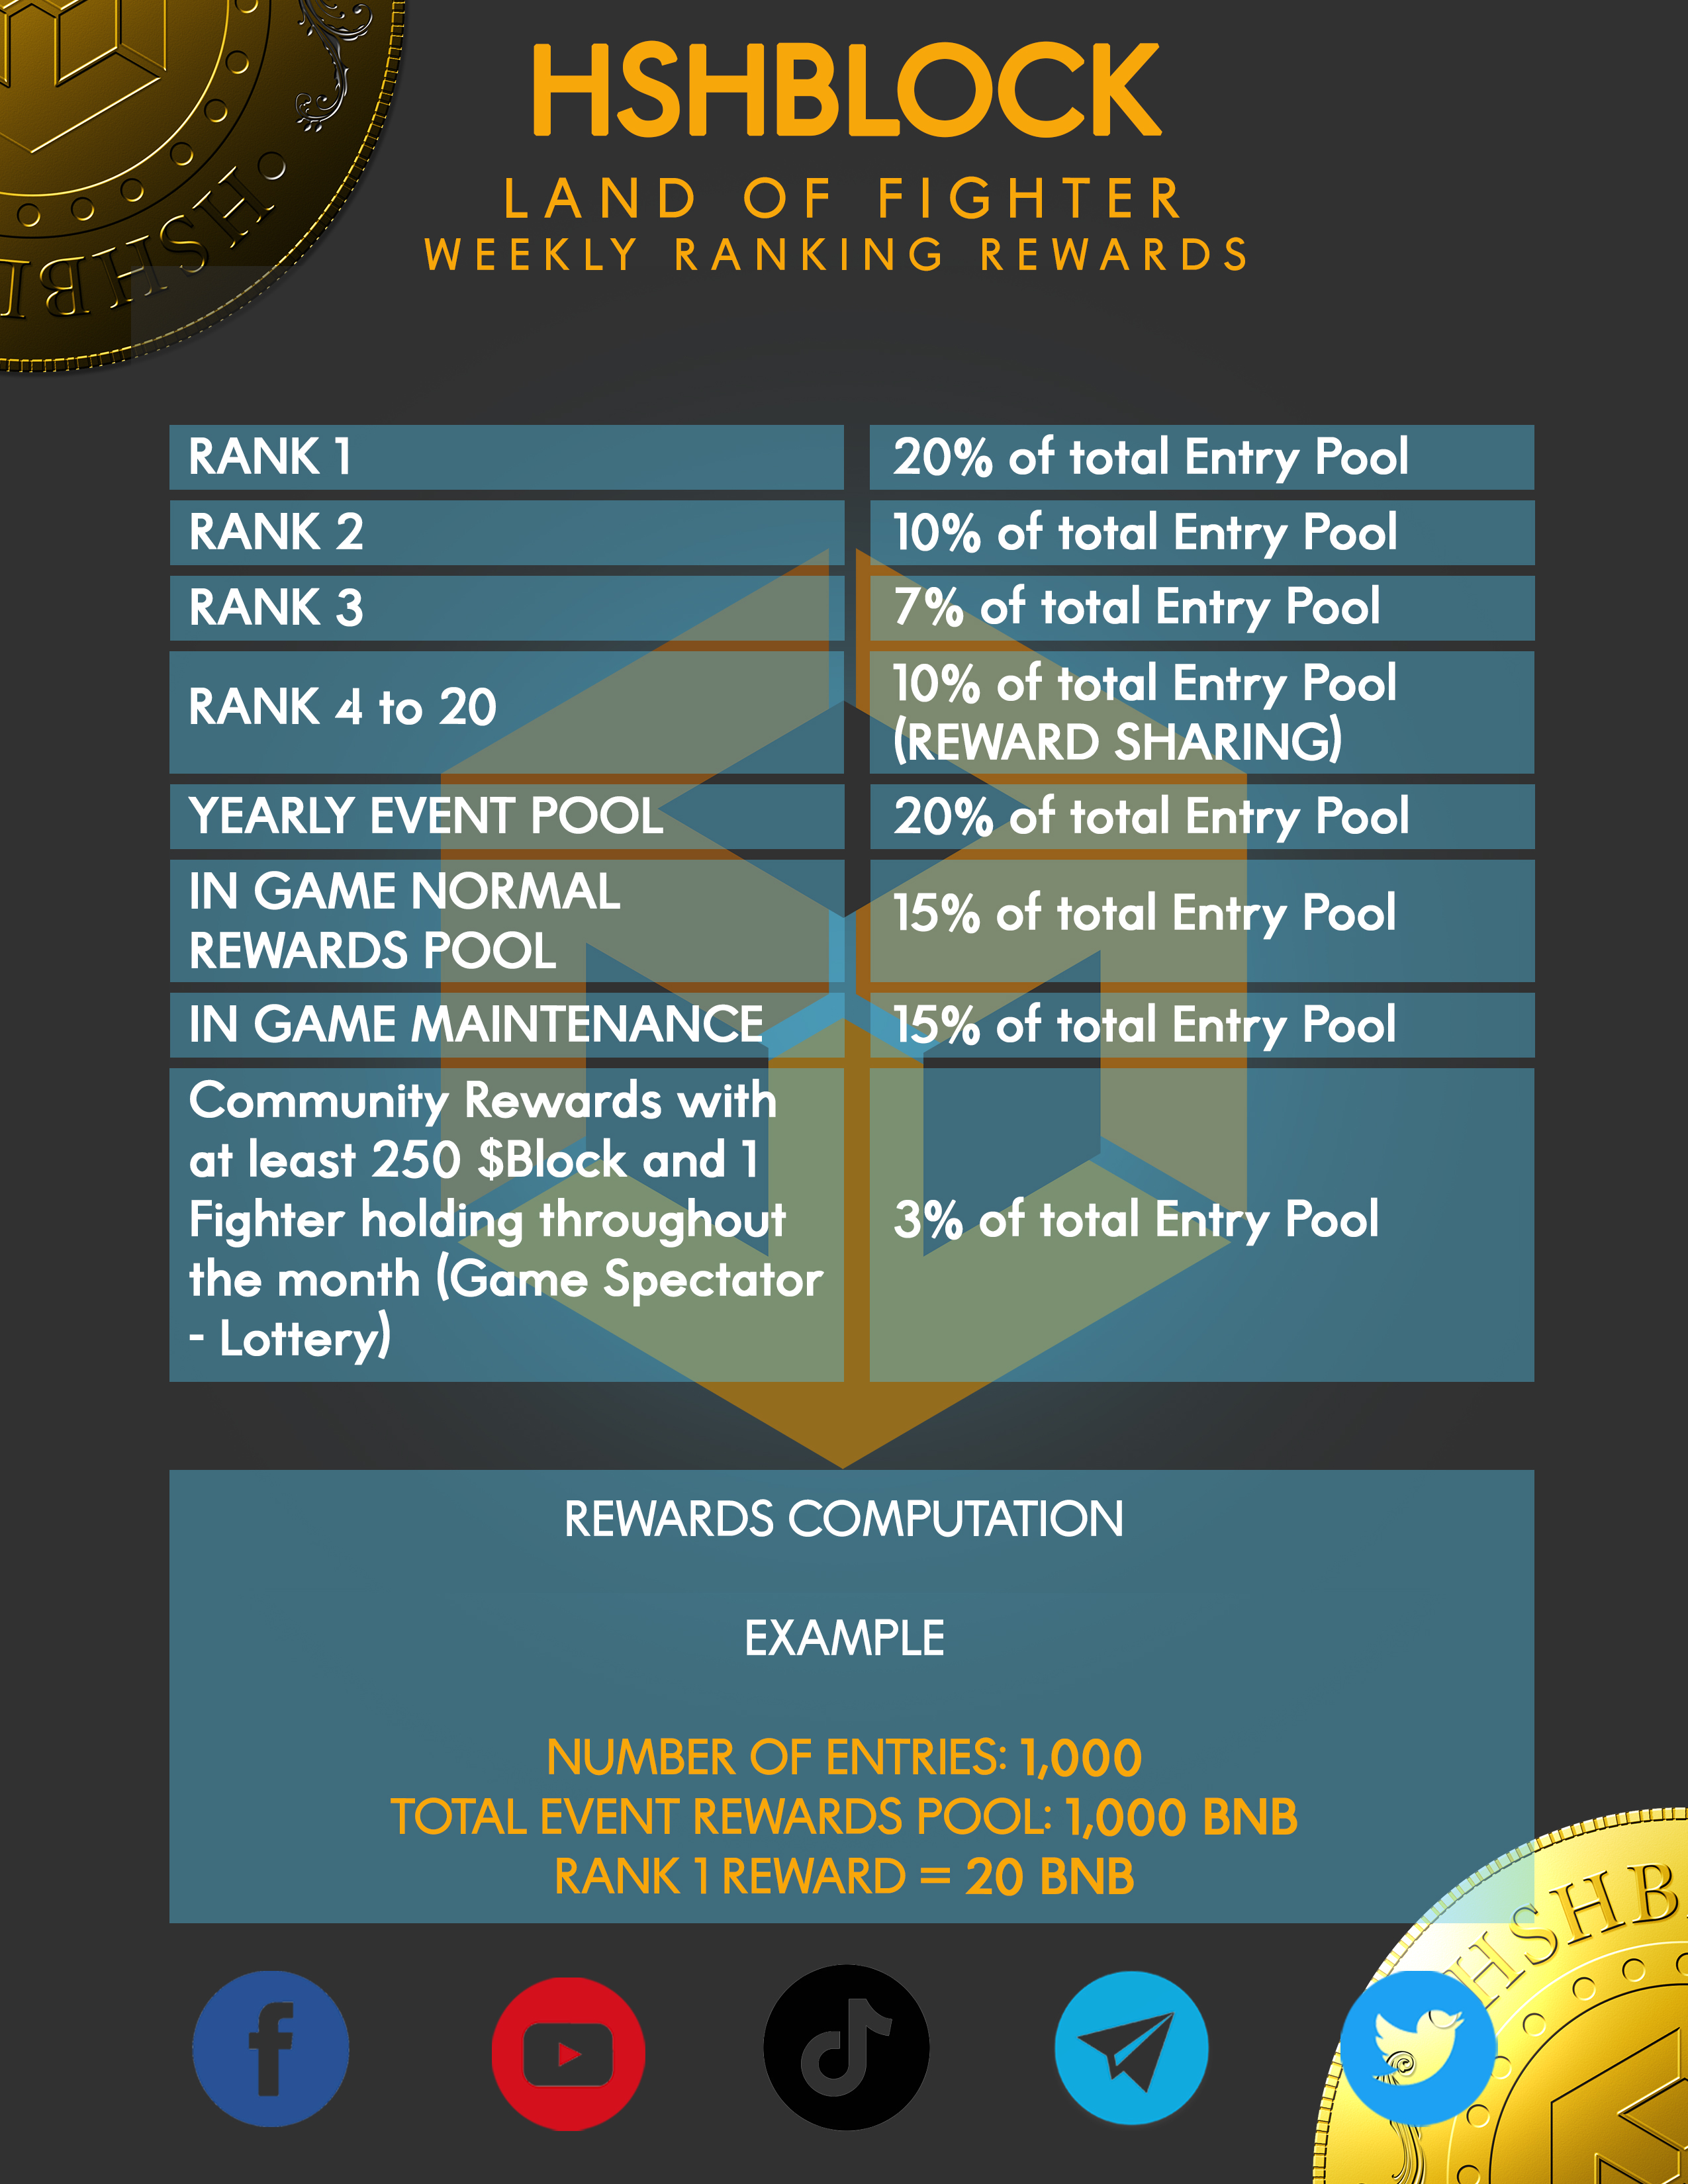 HSHBLOCK
LAND OF FIGHTER
WEEKLY RANKING REWARDS
HSHBL
RANK 1
20% of total Entry Pool
RANK 2
10% of total Entry Pool
RANK 3
7% of total Entry Pool
RANK 4 to 20
10% of total Entry Pool
(REWARD SHARING)
YEARLY EVENT POOL
20% of total Entry Pool
IN GAME NORMAL
REWARDS POOL
15% of total Entry Pool
IN GAME MAINTENANCE
15% of total Entry Pool
Community Rewards with
at least 250 $Block and 1
Fighter holding throughout
the month (Game Spectator
- Lottery)
3% of total Entry Pool
REWARDS COMPUTATION
EXAMPLE
NUMBER OF ENTRIES: 1,000
TOTAL EVENT REWARDS POOL: 1,000 BNB
RANK 1 REWARD = 20 BNB
HSHB